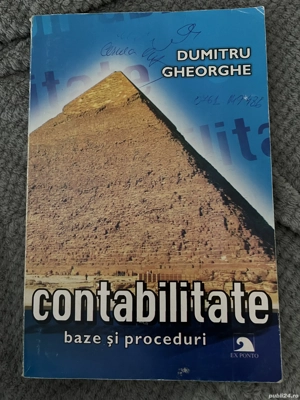 DUMITRU
GHEORGHE
contabilitate
baze și proceduri
EX PONTO
publi24.ro